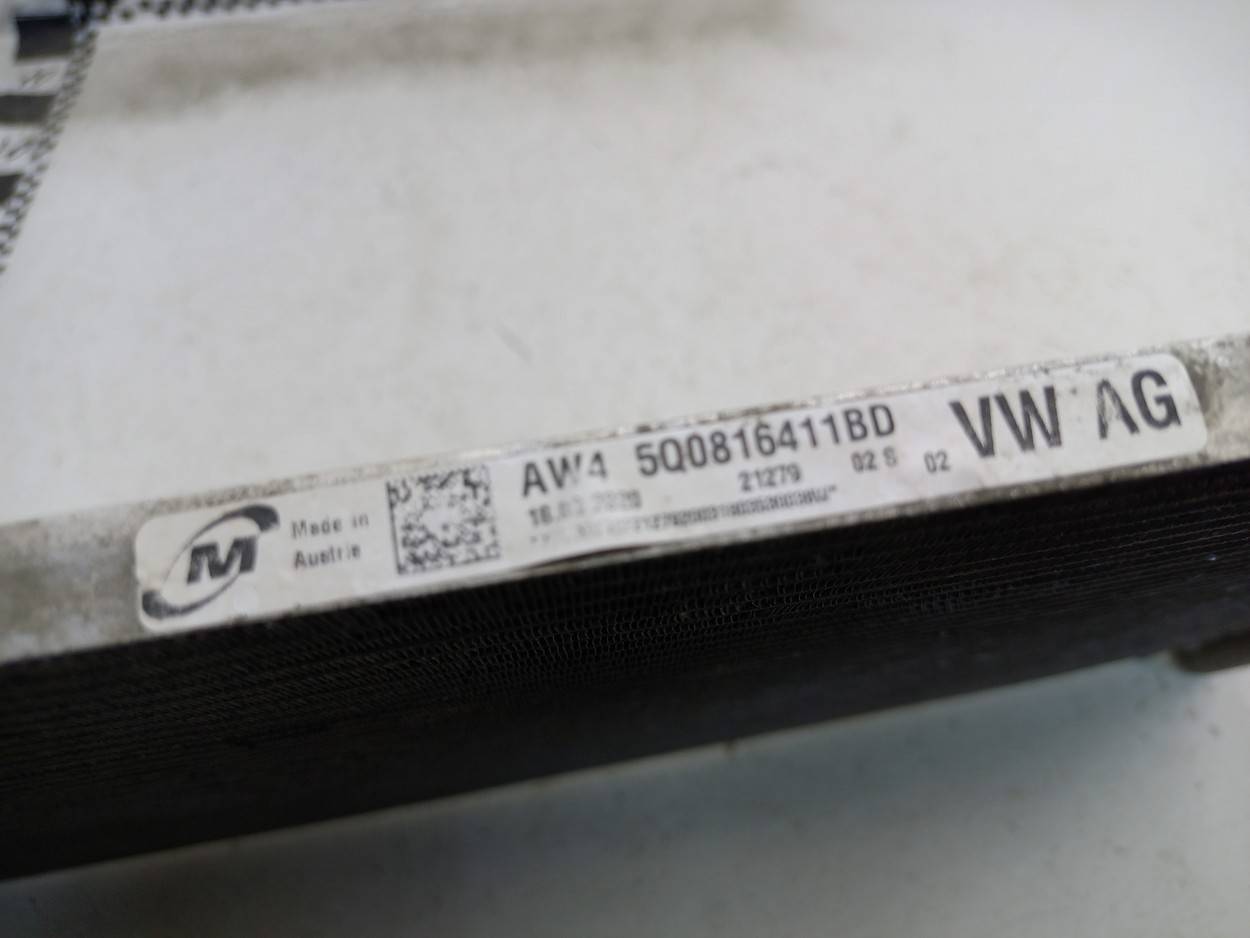 M
Made in
Austria
AW4 5Q0816411BD
21279 02 S 02
VW AG